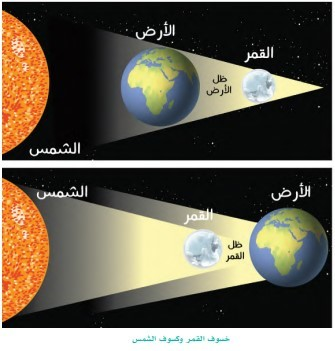 الأرض
القمر
ظل
الأرض
الشمس
الشمس
الأرض
القمر
ظل
القمر
خسوف القمر وكسوف الشمس